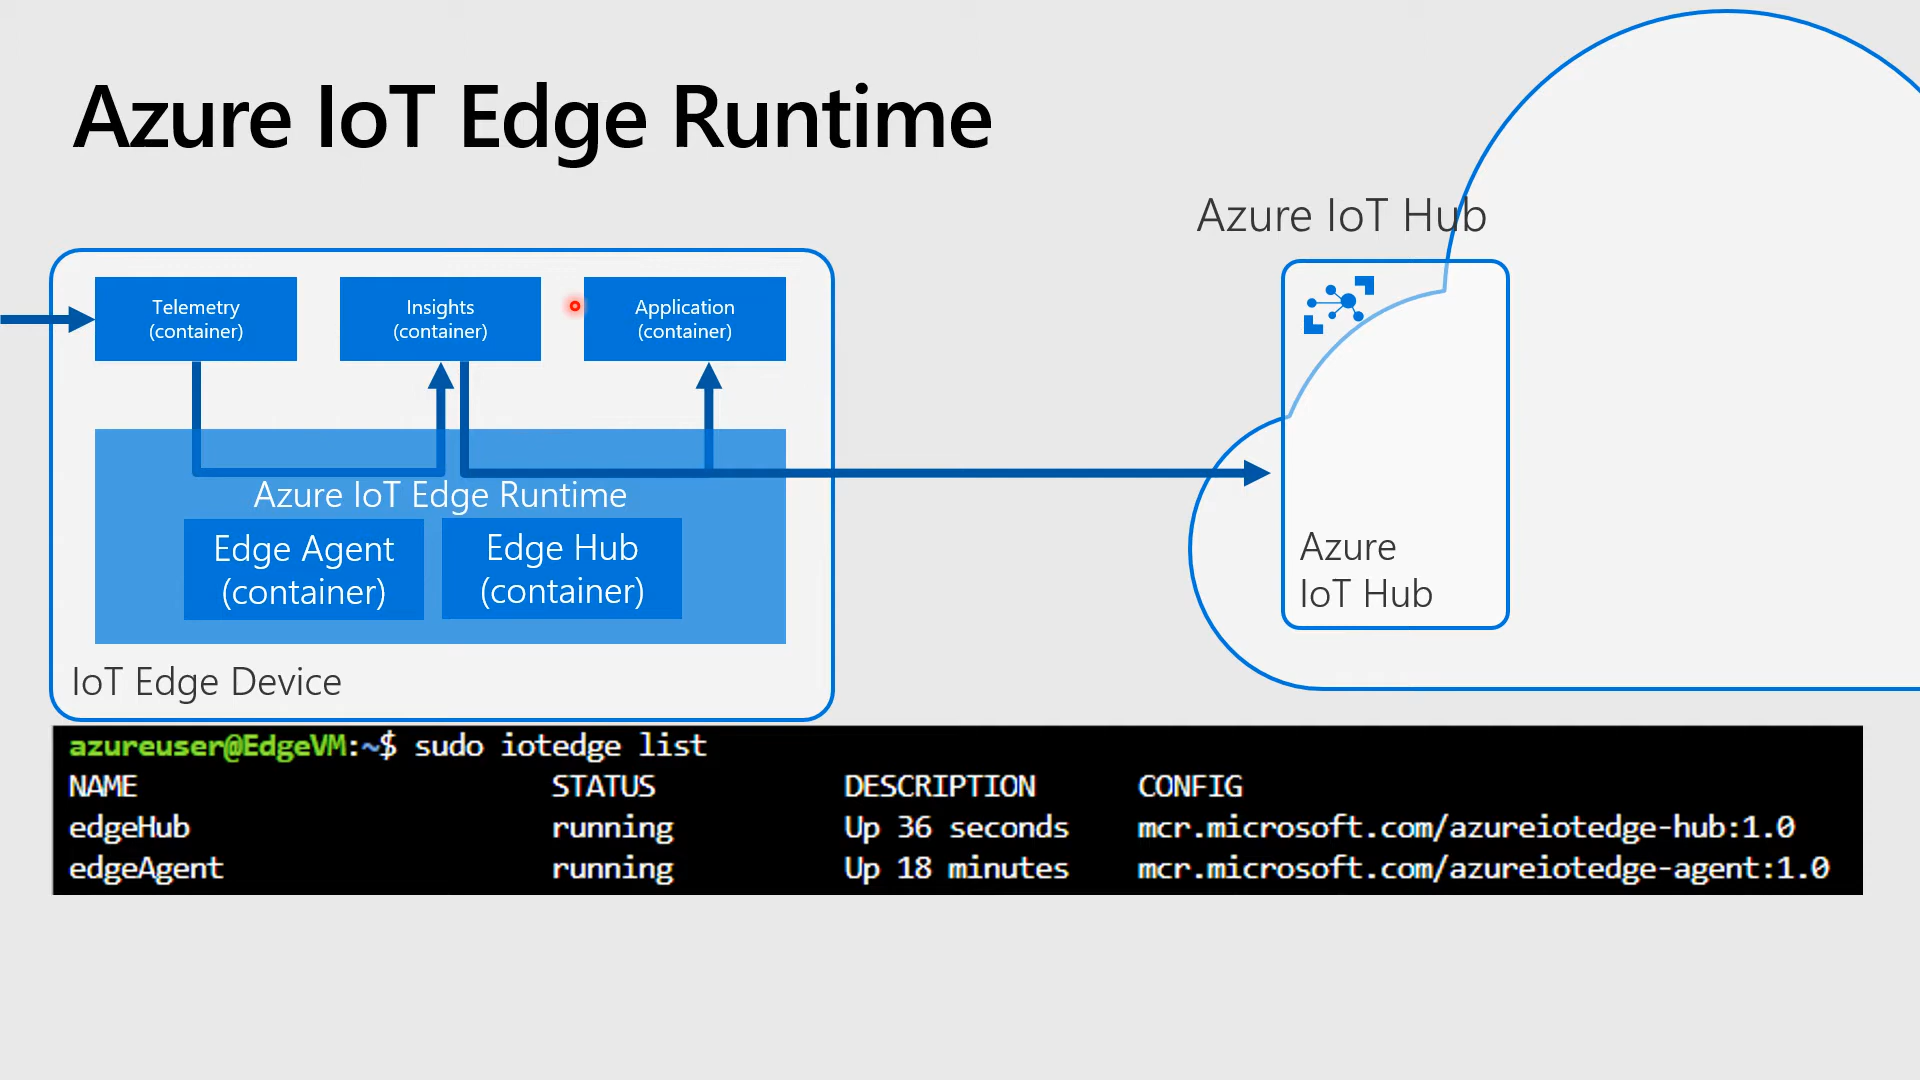 Azure IoT Edge Runtime
Azure IoT Hub
Telemetry
(container)
Insights
(container)
Application
(container)
Azure IoT Edge Runtime
Edge Agent
(container)
Edge Hub
(container)
IoT Edge Device
Azure
IoT Hub
azureuser@EdgeVM:~$ sudo iotedge list
NAME STATUS DESCRIPTION CONFIG
edgeHub running Up 36 seconds mcr.microsoft.com/azureiotedge-hub:1.0
edgeAgent running Up 18 minutes mcr.microsoft.com/azureiotedge-agent:1.0